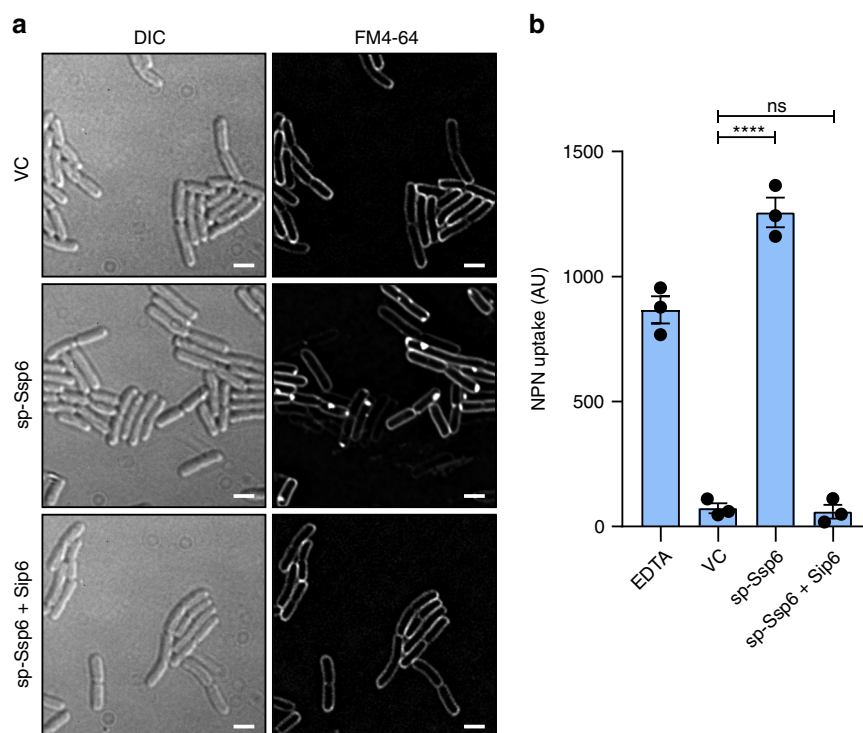 a
DIC
FM4-64
VC
sp-Ssp6
sp-Ssp6 + Sip6
b
ns
****
1500
1000
500
0
NPN uptake (AU)
EDTA
VC
sp-Ssp6
sp-Ssp6 + Sip6